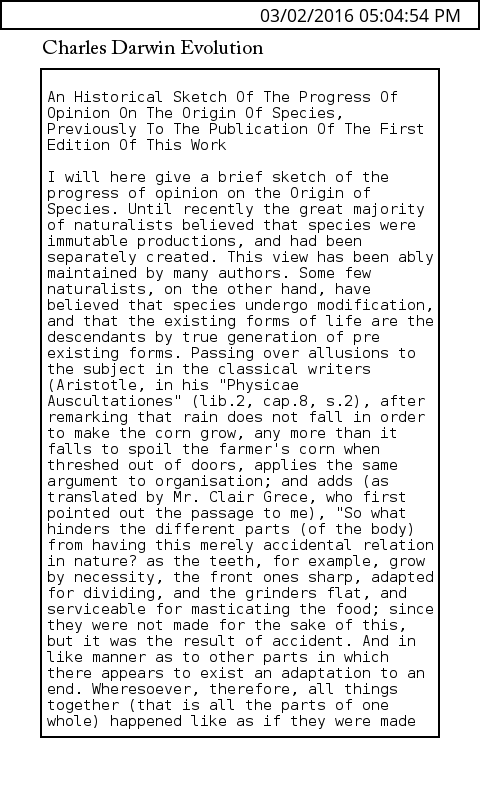 03/02/2016 05:04:54 PM
Charles Darwin Evolution
An Historical Sketch Of The Progress Of
Opinion On The Origin Of Species,
Previously To The Publication Of The First
Edition Of This Work
I will here give a brief sketch of the
progress of opinion on the Origin of
Species. Until recently the great majority
of naturalists believed that species were
immutable productions, and had been
separately created. This view has been ably
maintained by many authors. Some few
naturalists, on the other hand, have
believed that species undergo modification,
and that the existing forms of life are the
descendants by true generation of pre
existing forms. Passing over allusions to
the subject in the classical writers
(Aristotle, in his "Physicae
Auscultationes" (lib.2, cap.8, s.2), after
remarking that rain does not fall in order
to make the corn grow, any more than it
falls to spoil the farmer's corn when
threshed out of doors, applies the same
argument to organisation; and adds (as
translated by Mr. Clair Grece, who first
pointed out the passage to me), "So what
hinders the different parts (of the body)
from having this merely accidental relation
in nature? as the teeth, for example, grow
by necessity, the front ones sharp, adapted
for dividing, and the grinders flat, and
serviceable for masticating the food; since
they were not made for the sake of this,
but it was the result of accident. And in
like manner as to other parts in which
there appears to exist an adaptation to an
end. Wheresoever, therefore, all things
together (that is all the parts of one
whole) happened like as if they were made